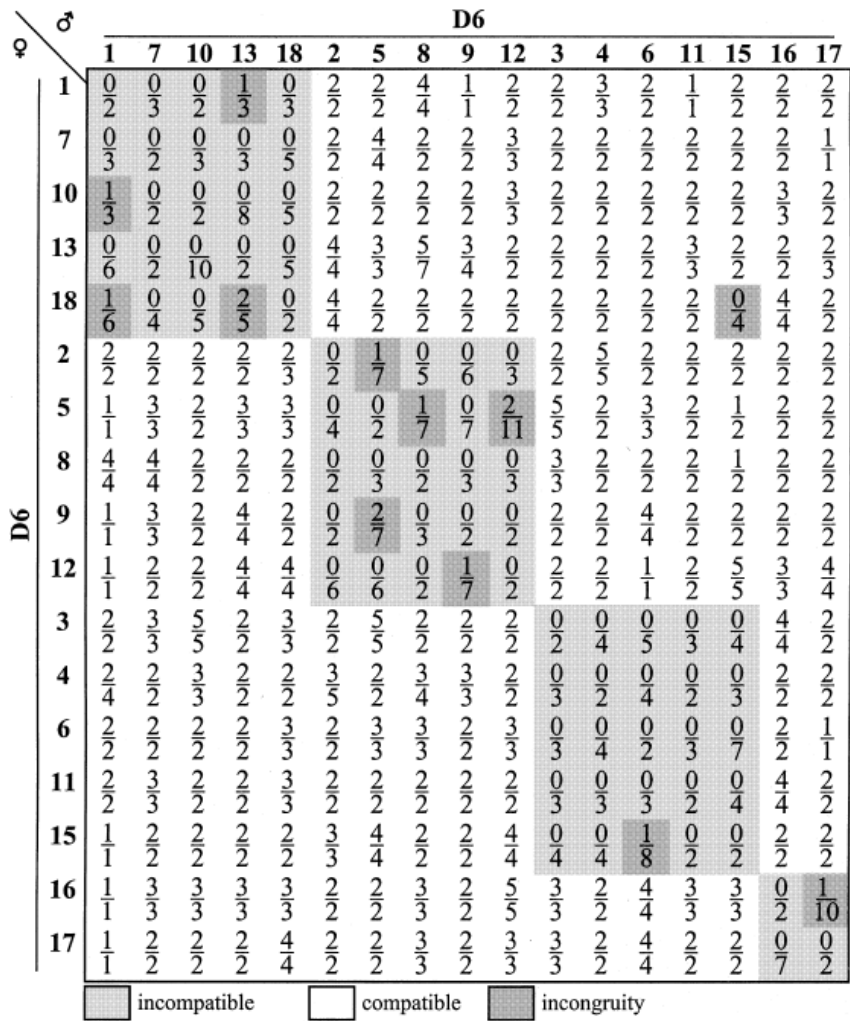 ♂ D6
♀ 1 7 10 13 18 2 5 8 9 12 3 4 6 11 15 16 17
1 0/2 0/3 0/2 1/3 0/3 2/2 2/2 4/4 1/1 2/2 2/2 3/3 2/2 1/1 2/2 2/2 2/2
7 0/3 0/2 0/3 0/3 0/5 2/2 4/4 2/2 2/2 3/3 2/2 2/2 2/2 2/2 2/2 2/2 1/1
10 1/3 0/2 0/2 0/8 0/5 2/2 2/2 2/2 2/2 3/3 2/2 2/2 2/2 2/2 2/2 3/3 2/2
13 0/6 0/2 0/10 0/2 0/5 4/4 3/3 5/7 3/4 2/2 2/2 2/2 2/2 3/3 2/2 2/2 2/3
18 1/6 0/4 0/5 2/5 0/2 4/4 2/2 2/2 2/2 2/2 2/2 2/2 2/2 2/2 0/4 4/4 2/2
2 2/2 2/2 2/2 2/2 2/3 0/2 1/7 0/5 0/6 0/3 2/2 5/5 2/2 2/2 2/2 2/2 2/2
5 1/1 3/3 2/2 3/3 3/3 0/4 0/2 1/7 0/7 2/11 5/5 2/2 3/3 2/2 1/2 2/2 2/2
8 4/4 4/4 2/2 2/2 2/2 0/2 0/3 0/2 0/3 0/3 3/3 2/2 2/2 2/2 1/2 2/2 2/2
9 1/1 3/3 2/2 4/4 2/2 0/2 2/7 0/3 0/2 0/2 2/2 2/2 4/4 2/2 2/2 2/2 2/2
12 1/1 2/2 2/2 4/4 4/4 0/6 0/6 0/2 1/7 0/2 2/2 2/2 1/1 2/2 5/5 3/3 4/4
3 2/2 3/3 5/5 2/2 3/3 2/2 5/5 2/2 2/2 2/2 0/2 0/4 0/5 0/3 0/4 4/4 2/2
4 2/4 2/2 3/3 2/2 2/2 3/5 2/2 3/4 3/3 2/2 0/3 0/2 0/4 0/2 0/3 2/2 2/2
6 2/2 2/2 2/2 2/2 3/3 2/2 3/3 3/3 2/2 3/3 0/3 0/4 0/2 0/3 0/7 2/2 1/1
11 2/2 3/3 2/2 2/2 3/3 2/2 2/2 2/2 2/2 2/2 0/3 0/3 0/3 0/2 0/4 4/4 2/2
15 1/1 2/2 2/2 2/2 2/2 3/3 4/4 2/2 2/2 4/4 0/4 0/4 1/8 0/2 0/2 2/2 2/2
16 1/1 3/3 3/3 3/3 3/3 2/2 2/2 3/3 2/2 5/5 3/3 2/2 4/4 3/3 3/3 0/2 1/10
17 1/1 2/2 2/2 2/2 4/4 2/2 2/2 3/3 2/2 3/3 3/3 2/2 4/4 2/2 2/2 0/7 0/2
D6
incompatible compatible incongruity